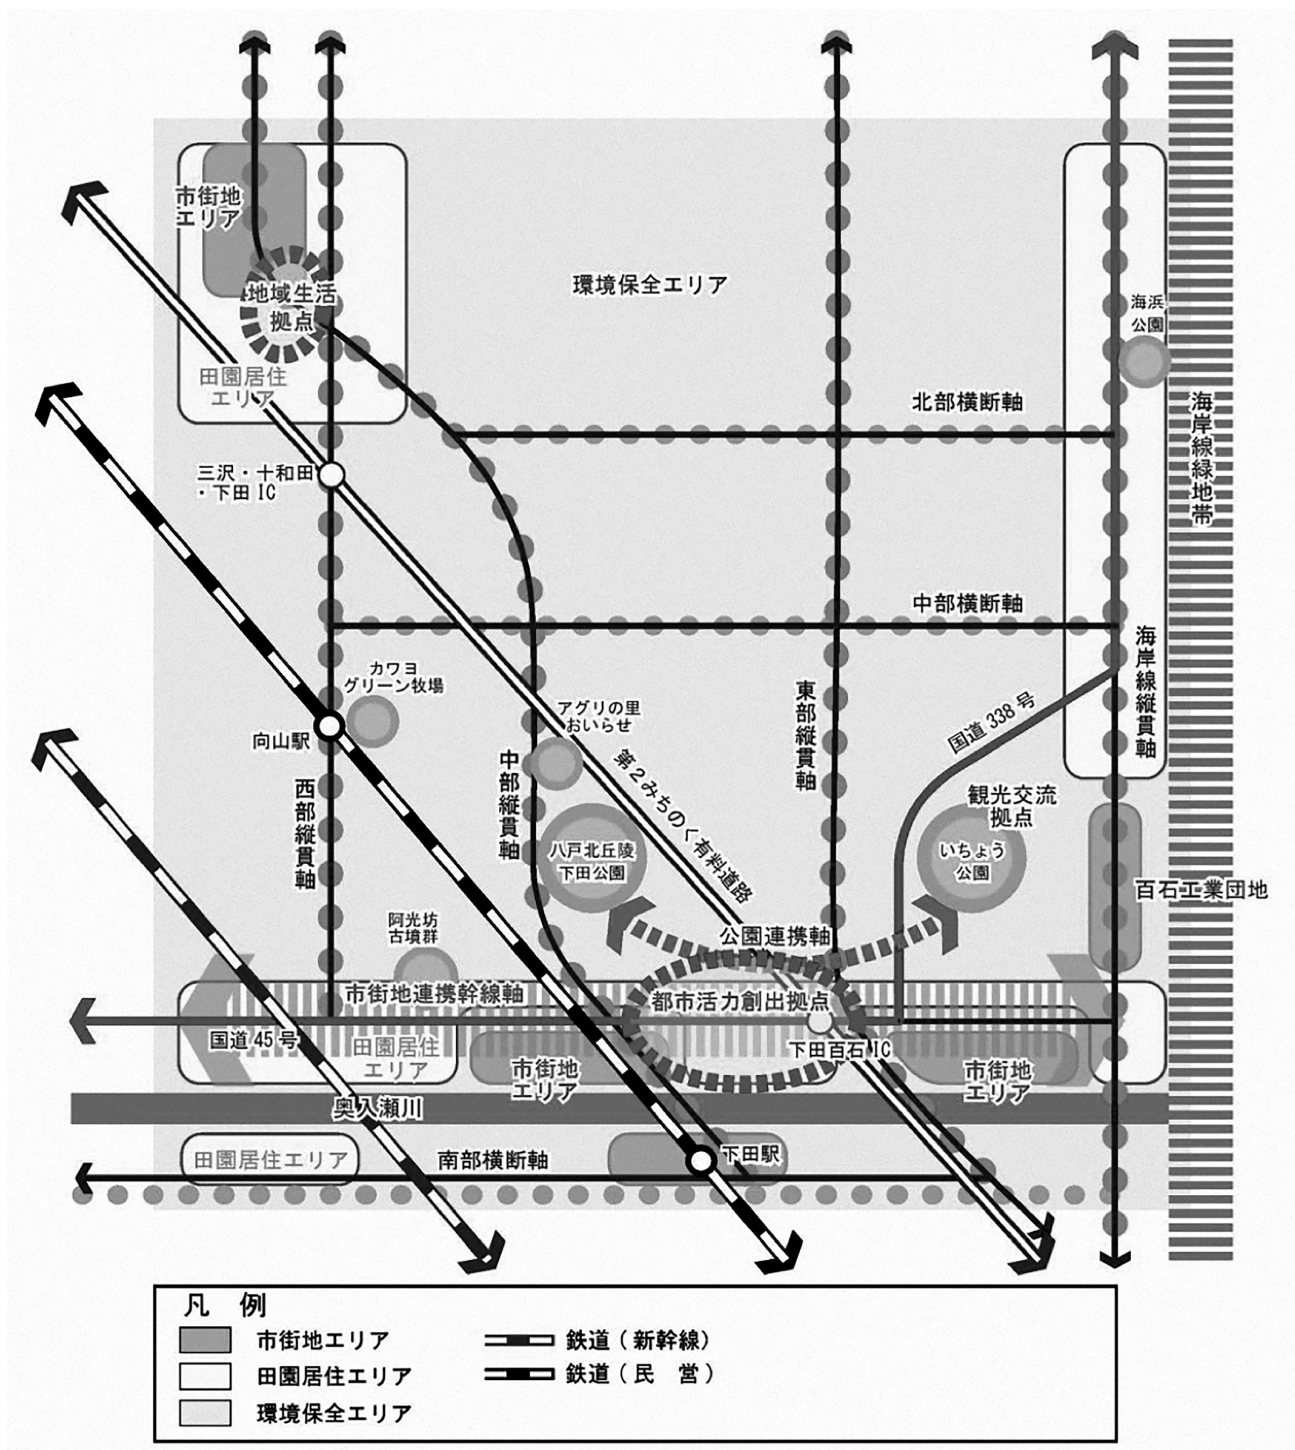 市街地
エリア
地域生活
拠点
田園居住
エリア
環境保全エリア
海浜
公園
北部横断軸
海岸線緑地帯
三沢・十和田
・下田 IC
中部横断軸
海岸線縦貫軸
カワヨ
グリーン牧場
向山駅
西部縦貫軸
中部縦貫軸
アグリの里
おいらせ
第２みちのく有料道路
東部縦貫軸
国道 338 号
八戸北丘陵
下田公園
観光交流
拠点
いちょう
公園
百石工業団地
阿光坊
古墳群
公園連携軸
市街地連携幹線軸
都市活力創出拠点
国道 45 号
田園居住
エリア
市街地
エリア
下田百石 IC
市街地
エリア
奥入瀬川
田園居住エリア
南部横断軸
下田駅
凡　例
市街地エリア
田園居住エリア
環境保全エリア
鉄道（新幹線）
鉄道（民　営）